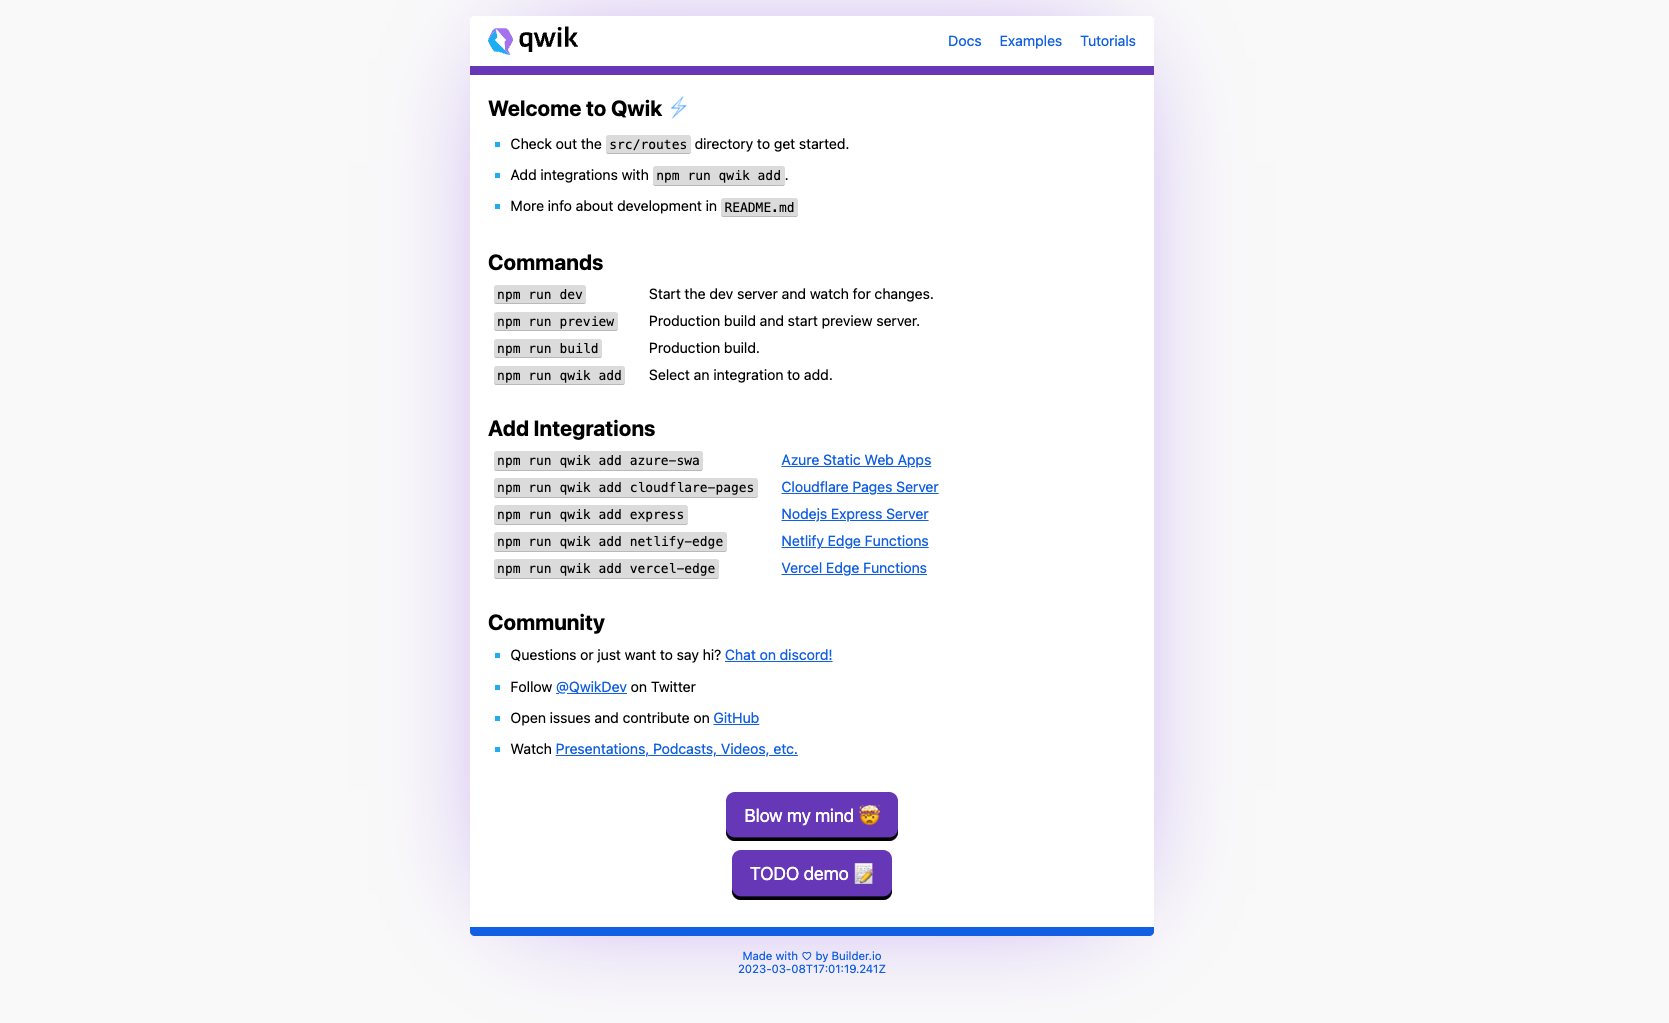 qwik
Docs Examples Tutorials
Welcome to Qwik ⚡
Check out the src/routes directory to get started.
Add integrations with npm run qwik add.
More info about development in README.md
Commands
npm run dev Start the dev server and watch for changes.
npm run preview Production build and start preview server.
npm run build Production build.
npm run qwik add Select an integration to add.
Add Integrations
npm run qwik add azure-swa Azure Static Web Apps
npm run qwik add cloudflare-pages Cloudflare Pages Server
npm run qwik add express Nodejs Express Server
npm run qwik add netlify-edge Netlify Edge Functions
npm run qwik add vercel-edge Vercel Edge Functions
Community
Questions or just want to say hi? Chat on discord!
Follow @QwikDev on Twitter
Open issues and contribute on GitHub
Watch Presentations, Podcasts, Videos, etc.
Blow my mind 🤯
TODO demo 📝
Made with ♡ by Builder.io
2023-03-08T17:01:19.241Z